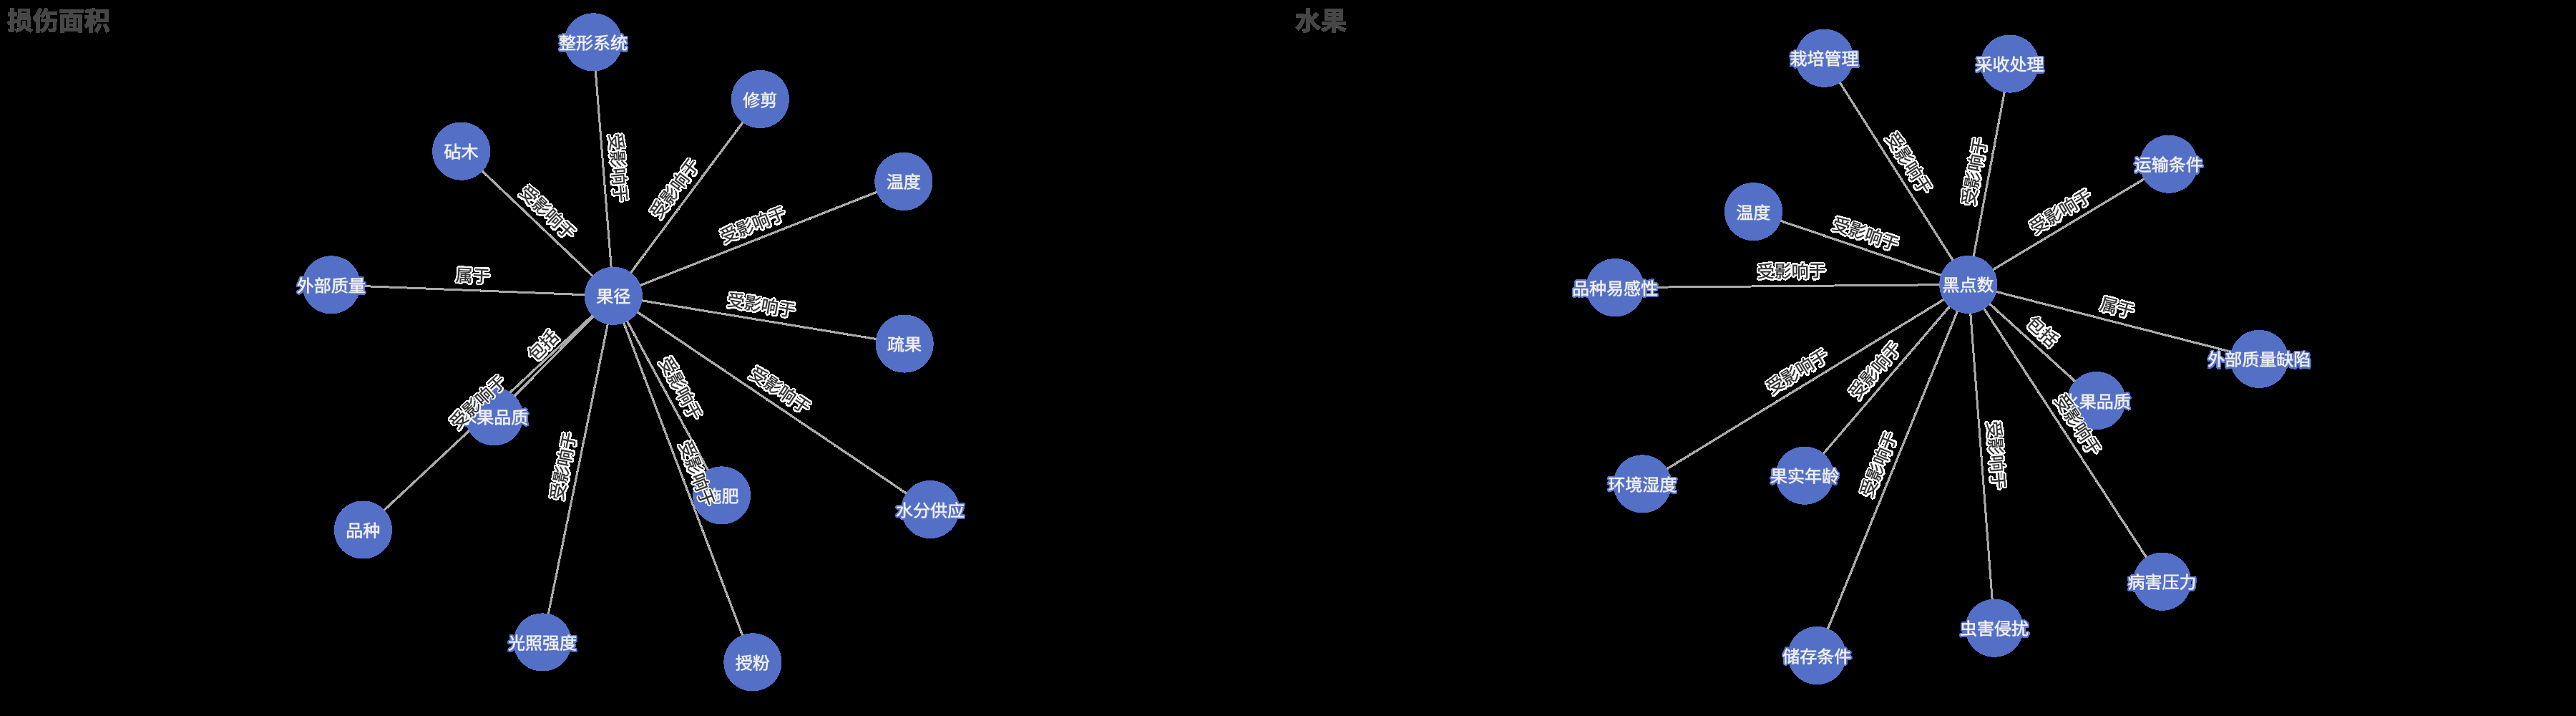 损伤面积
整形系统
修剪
砧木
温度
受影响于
受影响于
受影响于
受影响于
外部质量
属于
果径
受影响于
疏果
包括
受影响于
果品质
受影响于
受影响于
受影响于
受影响于
施肥
水分供应
品种
光照强度
授粉
水果
栽培管理
采收处理
运输条件
受影响于
受影响于
受影响于
温度
受影响于
品种易感性
受影响于
黑点数
属于
外部质量缺陷
包括
受影响于
受影响于
果品质
受影响于
环境湿度
果实年龄
受影响于
受影响于
病害压力
虫害侵扰
储存条件